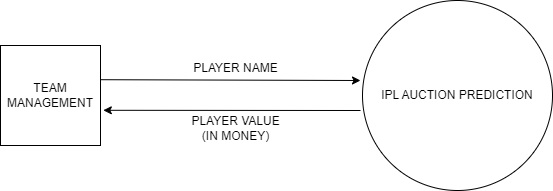 PLAYER NAME
TEAM
MANAGEMENT
IPL AUCTION PREDICTION
PLAYER VALUE
(IN MONEY)